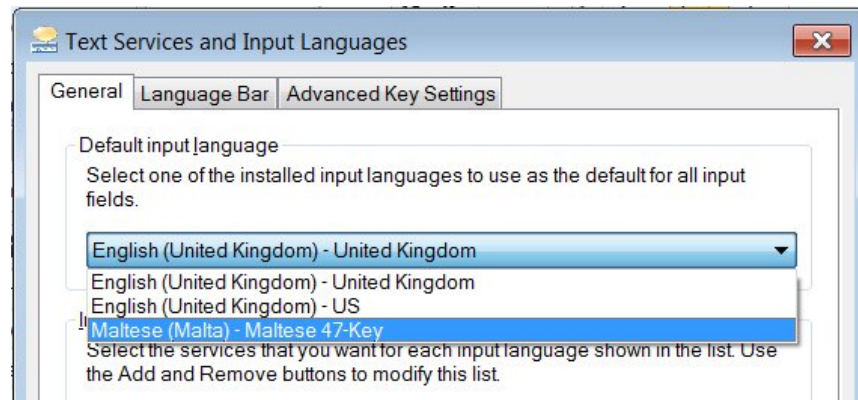 Text Services and Input Languages
General Language Bar Advanced Key Settings
Default input language
Select one of the installed input languages to use as the default for all input
fields.
English (United Kingdom) - United Kingdom
English (United Kingdom) - United Kingdom
English (United Kingdom) - US
Maltese (Malta) - Maltese 47-Key
Select the services that you want for each input language shown in the list. Use
the Add and Remove buttons to modify this list.